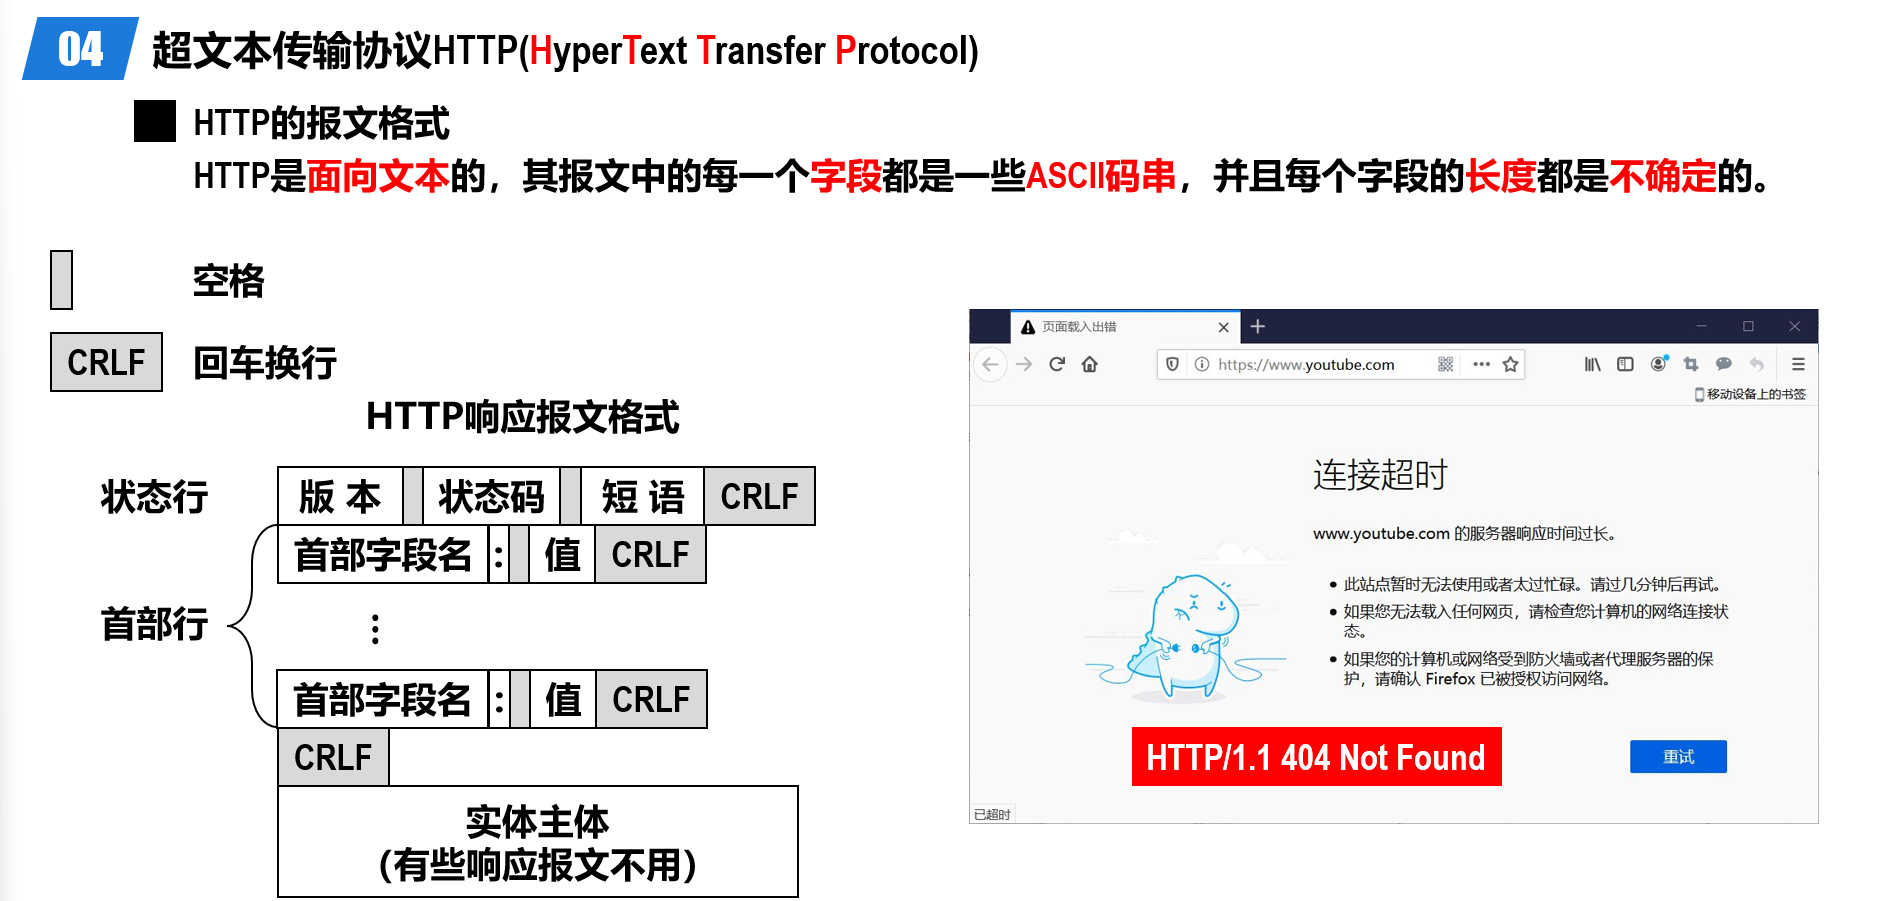 04 超文本传输协议HTTP(HyperText Transfer Protocol)
HTTP的报文格式
HTTP是面向文本的，其报文中的每一个字段都是一些ASCII码串，并且每个字段的长度都是不确定的。
空格
CRLF 回车换行
HTTP响应报文格式
状态行 版 本 状态码 短 语 CRLF
首部字段名 : 值 CRLF
首部行
⋮
首部字段名 : 值 CRLF
CRLF
实体主体
（有些响应报文不用）
页面载入出错
https://www.youtube.com
移动设备上的书签
连接超时
www.youtube.com 的服务器响应时间过长。
• 此站点暂时无法使用或者太过忙碌。请过几分钟后再试。
• 如果您无法载入任何网页，请检查您计算机的网络连接状
态。
• 如果您的计算机或网络受到防火墙或者代理服务器的保
护，请确认 Firefox 已被授权访问网络。
HTTP/1.1 404 Not Found
重试
已超时